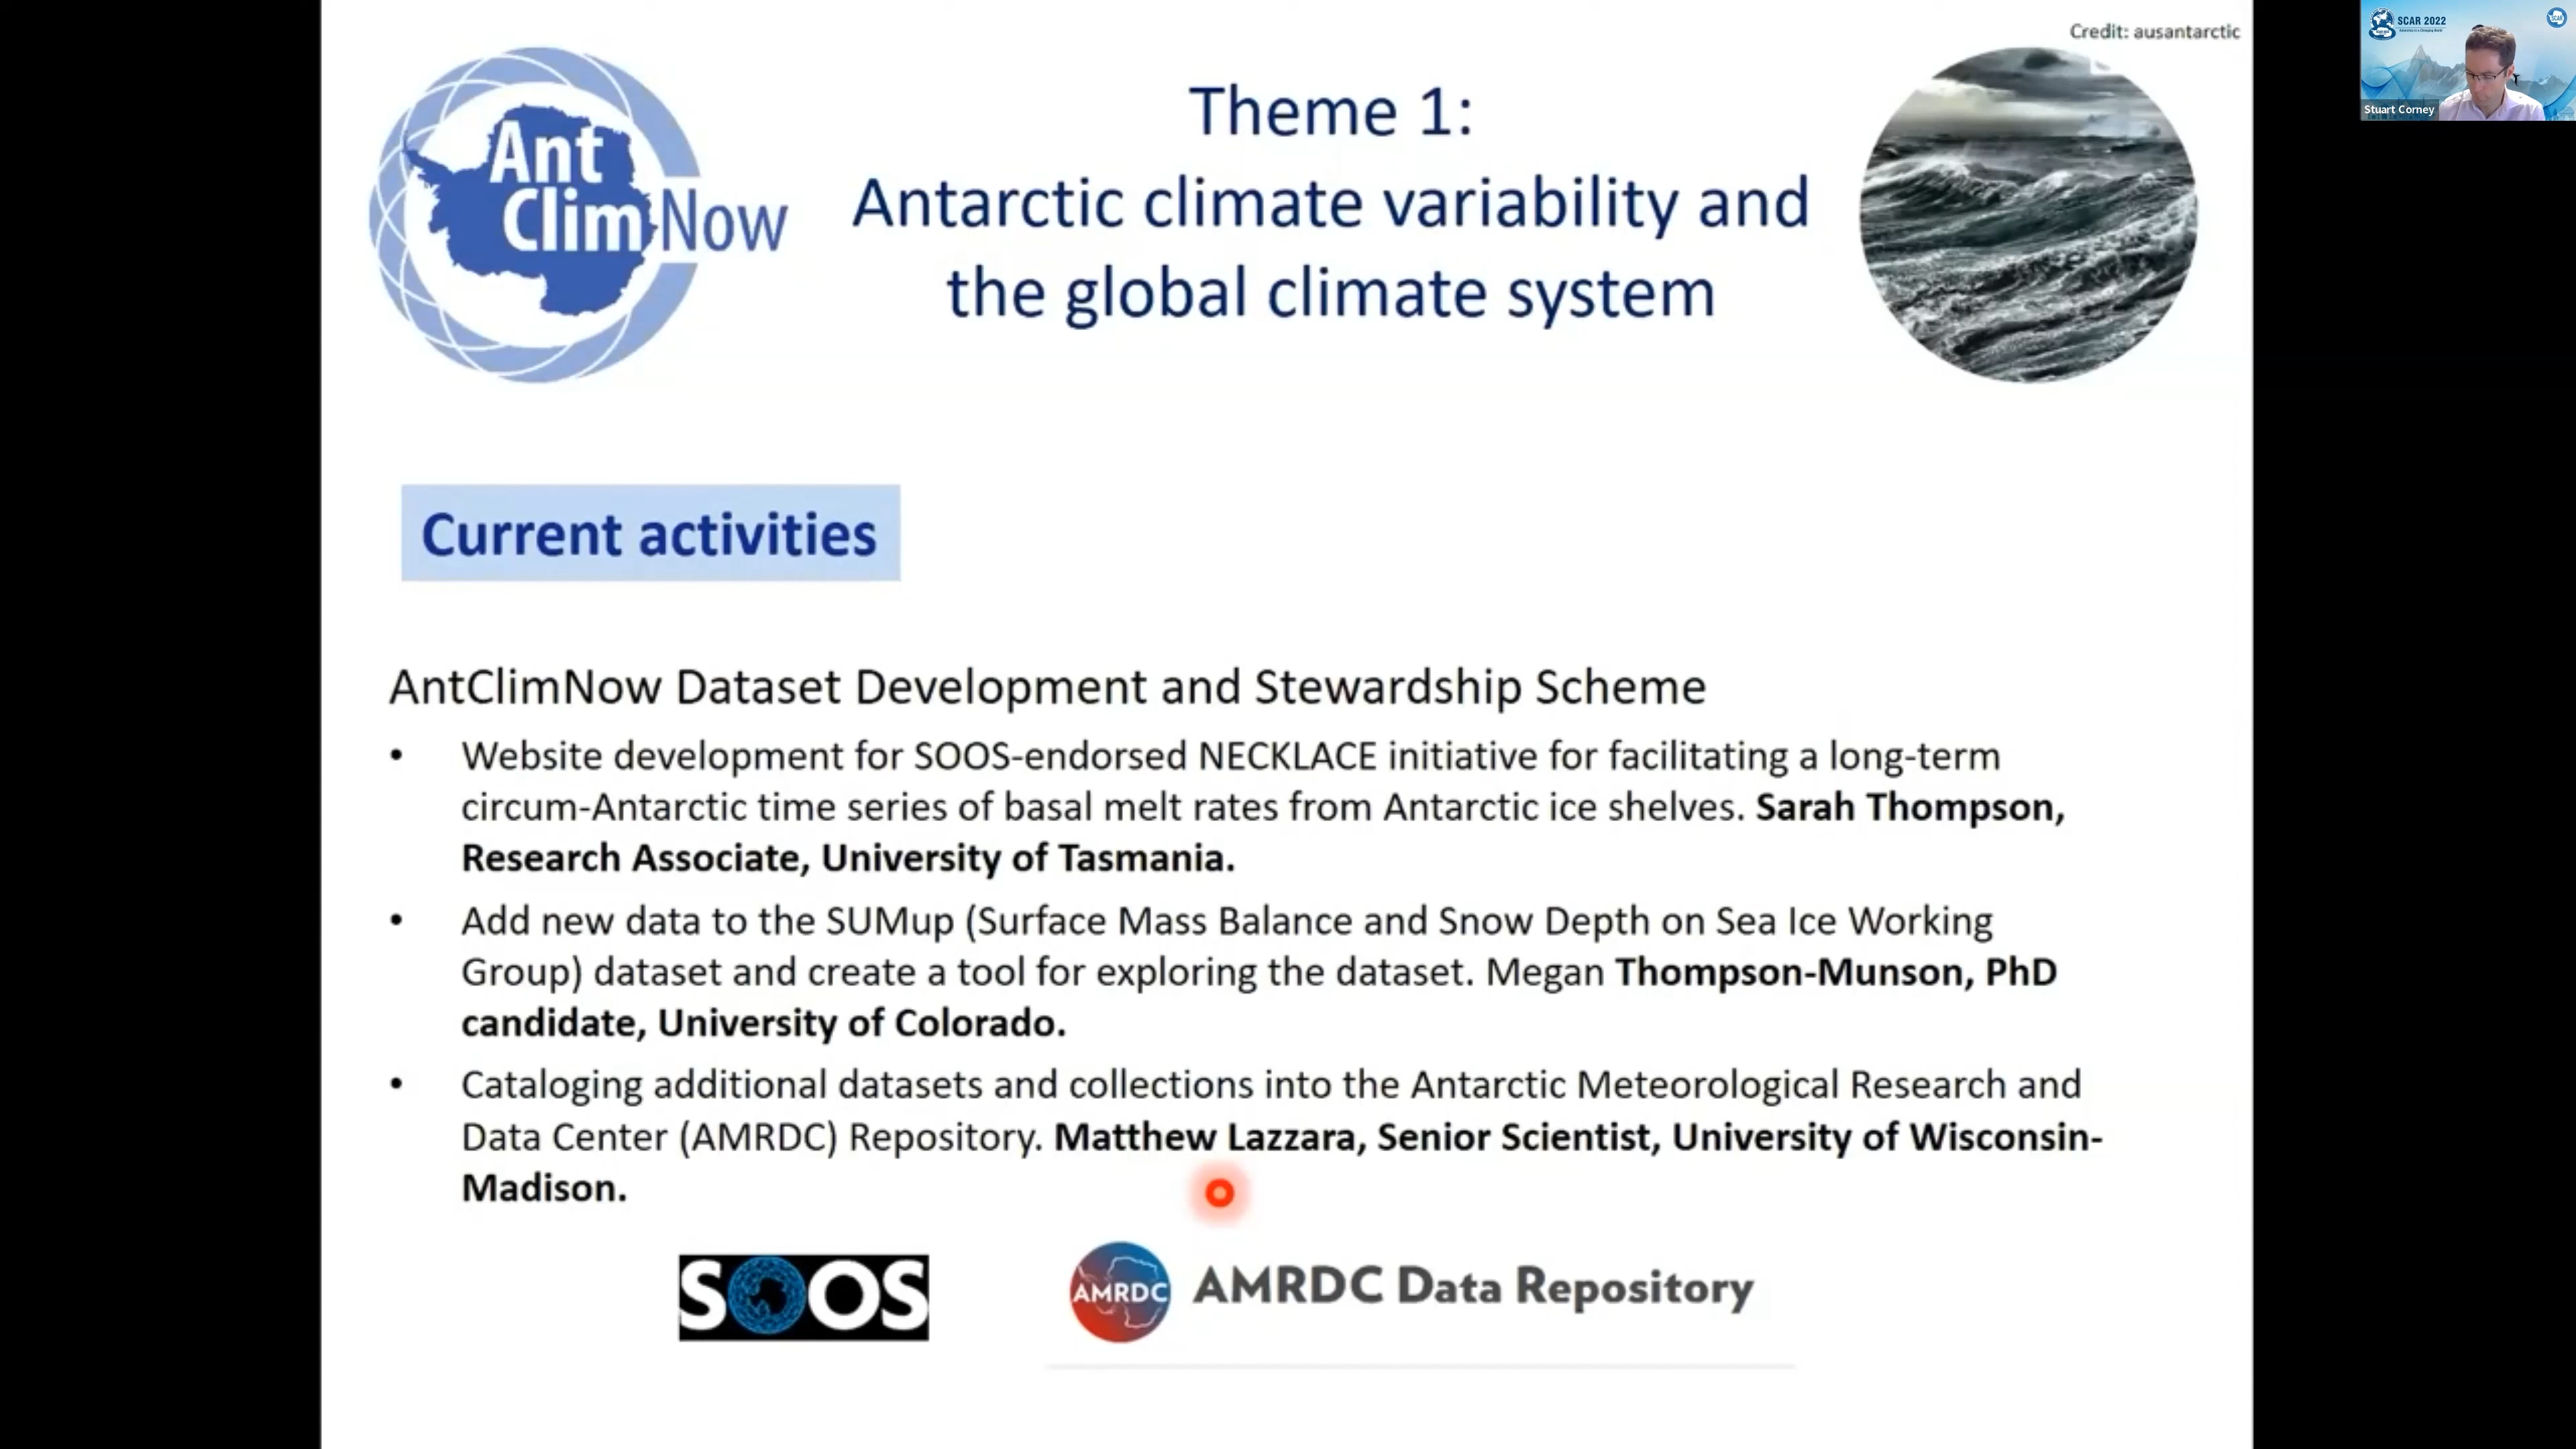 Credit: ausantarctic
SCAR 2022
Stuart Corney
Ant
Clim Now
Theme 1:
Antarctic climate variability and
the global climate system
Current activities
AntClimNow Dataset Development and Stewardship Scheme
• Website development for SOOS-endorsed NECKLACE initiative for facilitating a long-term
circum-Antarctic time series of basal melt rates from Antarctic ice shelves. Sarah Thompson,
Research Associate, University of Tasmania.
• Add new data to the SUMup (Surface Mass Balance and Snow Depth on Sea Ice Working
Group) dataset and create a tool for exploring the dataset. Megan Thompson-Munson, PhD
candidate, University of Colorado.
• Cataloging additional datasets and collections into the Antarctic Meteorological Research and
Data Center (AMRDC) Repository. Matthew Lazzara, Senior Scientist, University of Wisconsin-
Madison.
SOOS
AMRDC AMRDC Data Repository